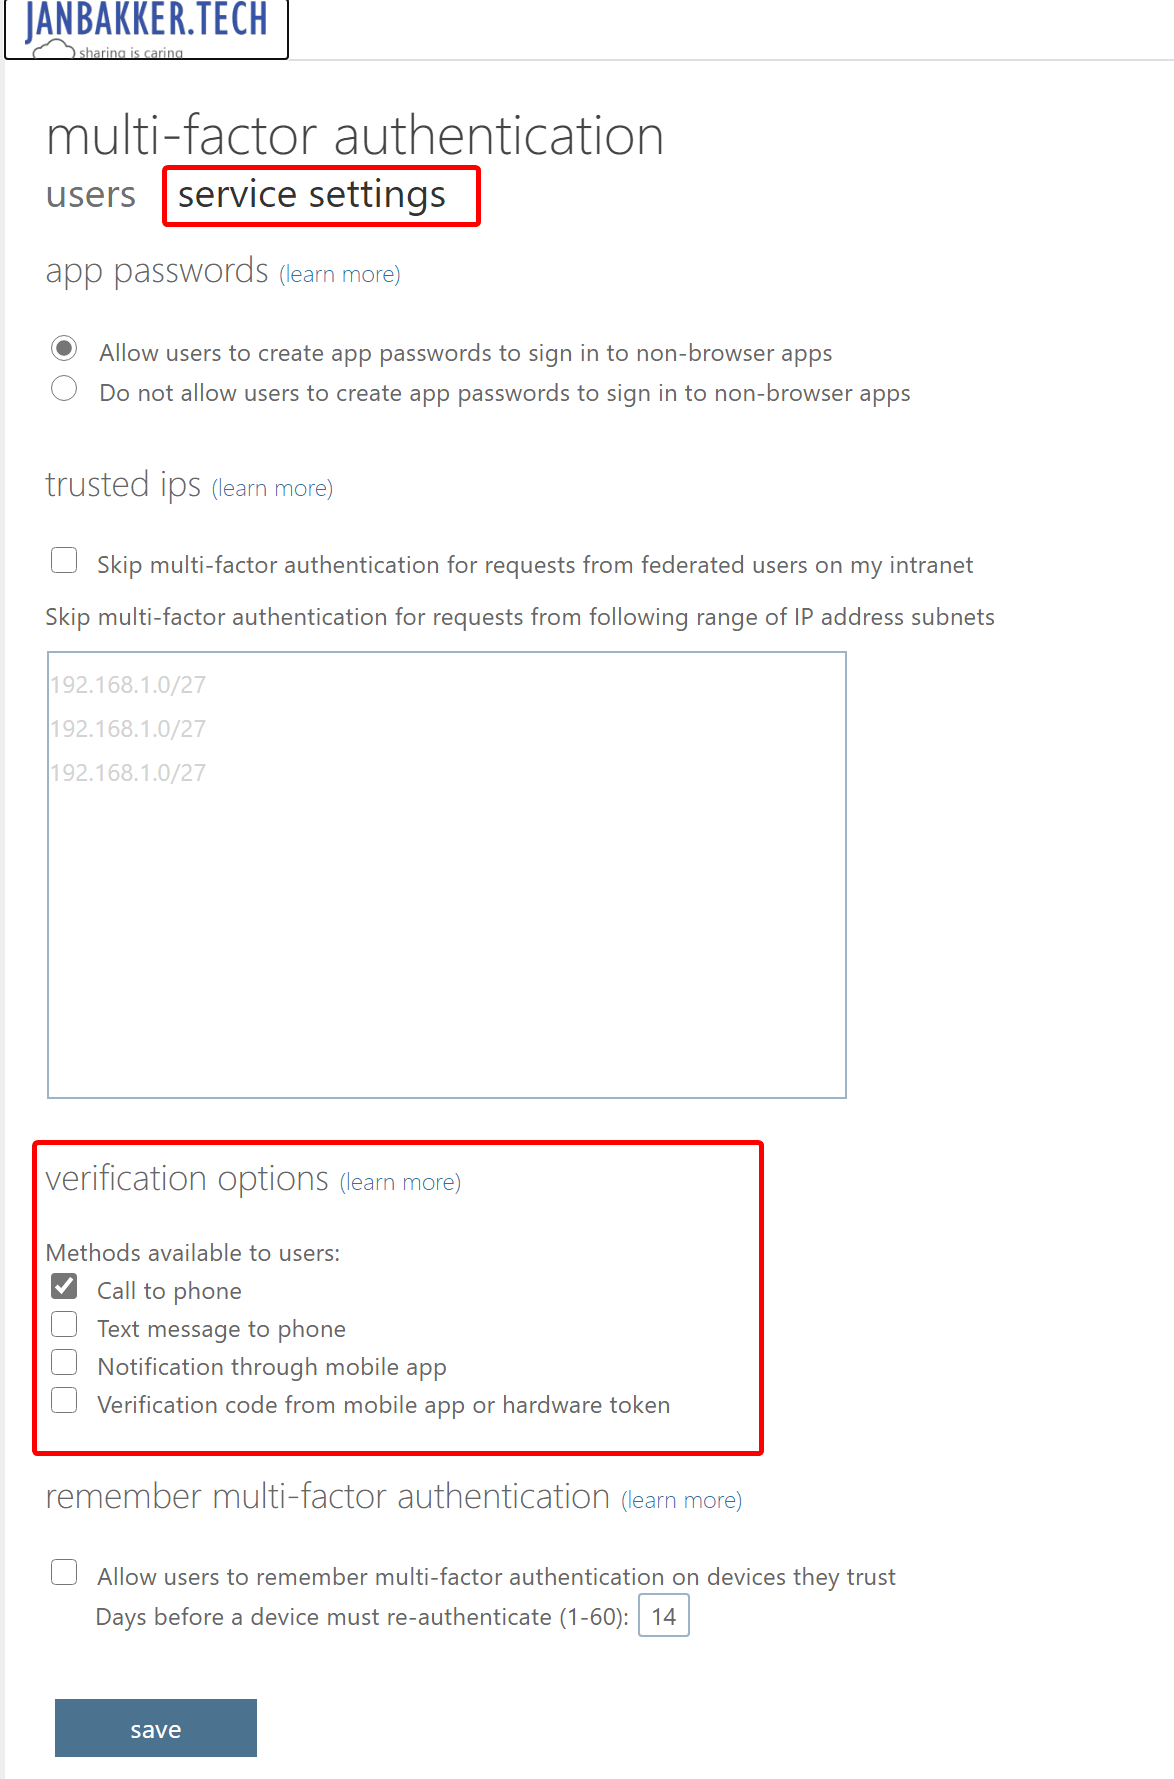 JANBAKKER.TECH
sharing is caring
multi-factor authentication
users service settings
app passwords (learn more)
Allow users to create app passwords to sign in to non-browser apps
Do not allow users to create app passwords to sign in to non-browser apps
trusted ips (learn more)
Skip multi-factor authentication for requests from federated users on my intranet
Skip multi-factor authentication for requests from following range of IP address subnets
192.168.1.0/27
192.168.1.0/27
192.168.1.0/27
verification options (learn more)
Methods available to users:
Call to phone
Text message to phone
Notification through mobile app
Verification code from mobile app or hardware token
remember multi-factor authentication (learn more)
Allow users to remember multi-factor authentication on devices they trust
Days before a device must re-authenticate (1-60): 14
save